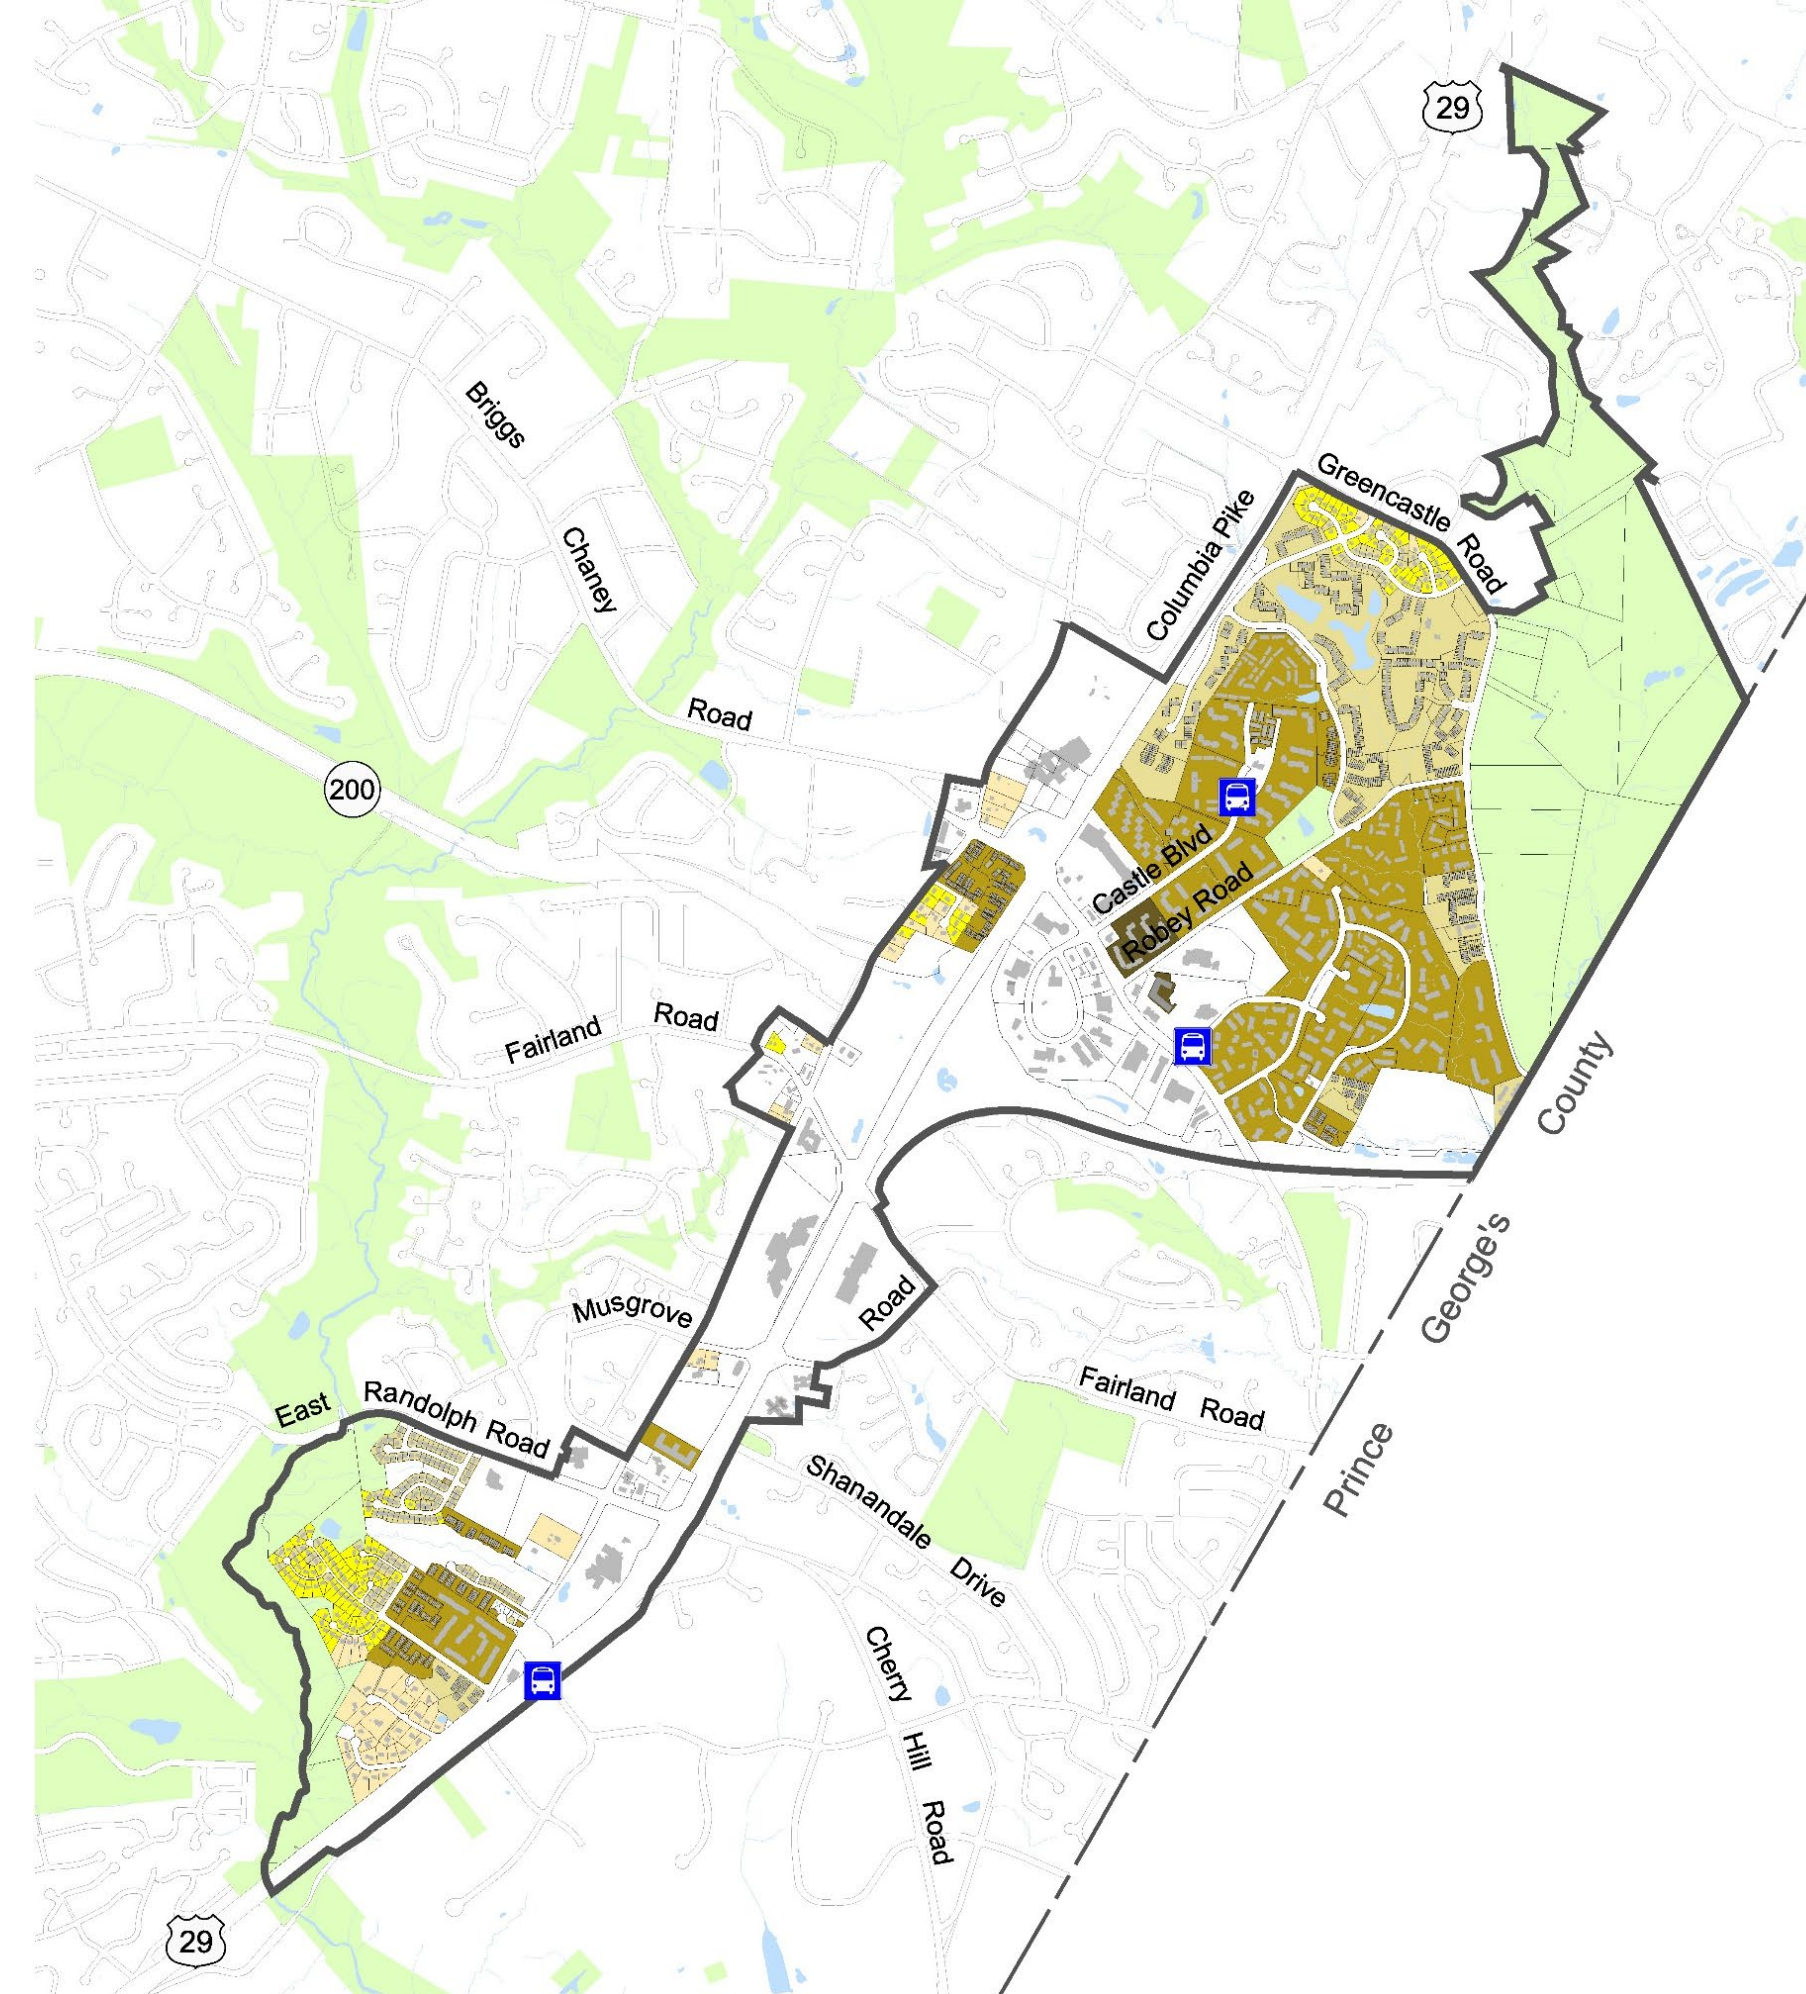 29
Briggs
Chaney
Road
Greencastle
Road
Columbia Pike
200
Castle Blvd
Robey Road
Fairland Road
County
George's
Prince
Musgrove
Road
Fairland Road
East Randolph Road
Shanandale Drive
Cherry Hill Road
29